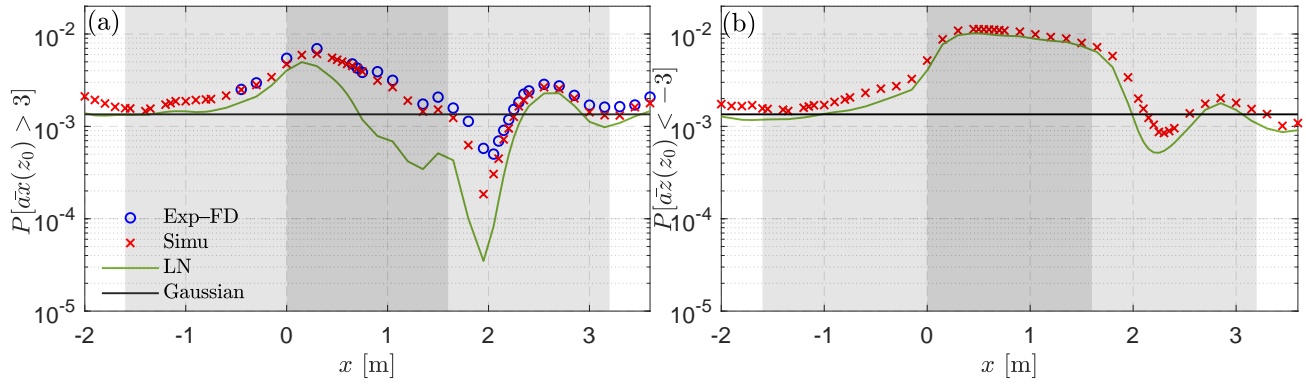 (a)
10^-2
10^-3
10^-4
10^-5
P[āx(z₀) > 3]
Exp–FD
Simu
LN
Gaussian
-2 -1 0 1 2 3
x [m]
(b)
10^-2
10^-3
10^-4
10^-5
P[āz(z₀) < −3]
-2 -1 0 1 2 3
x [m]